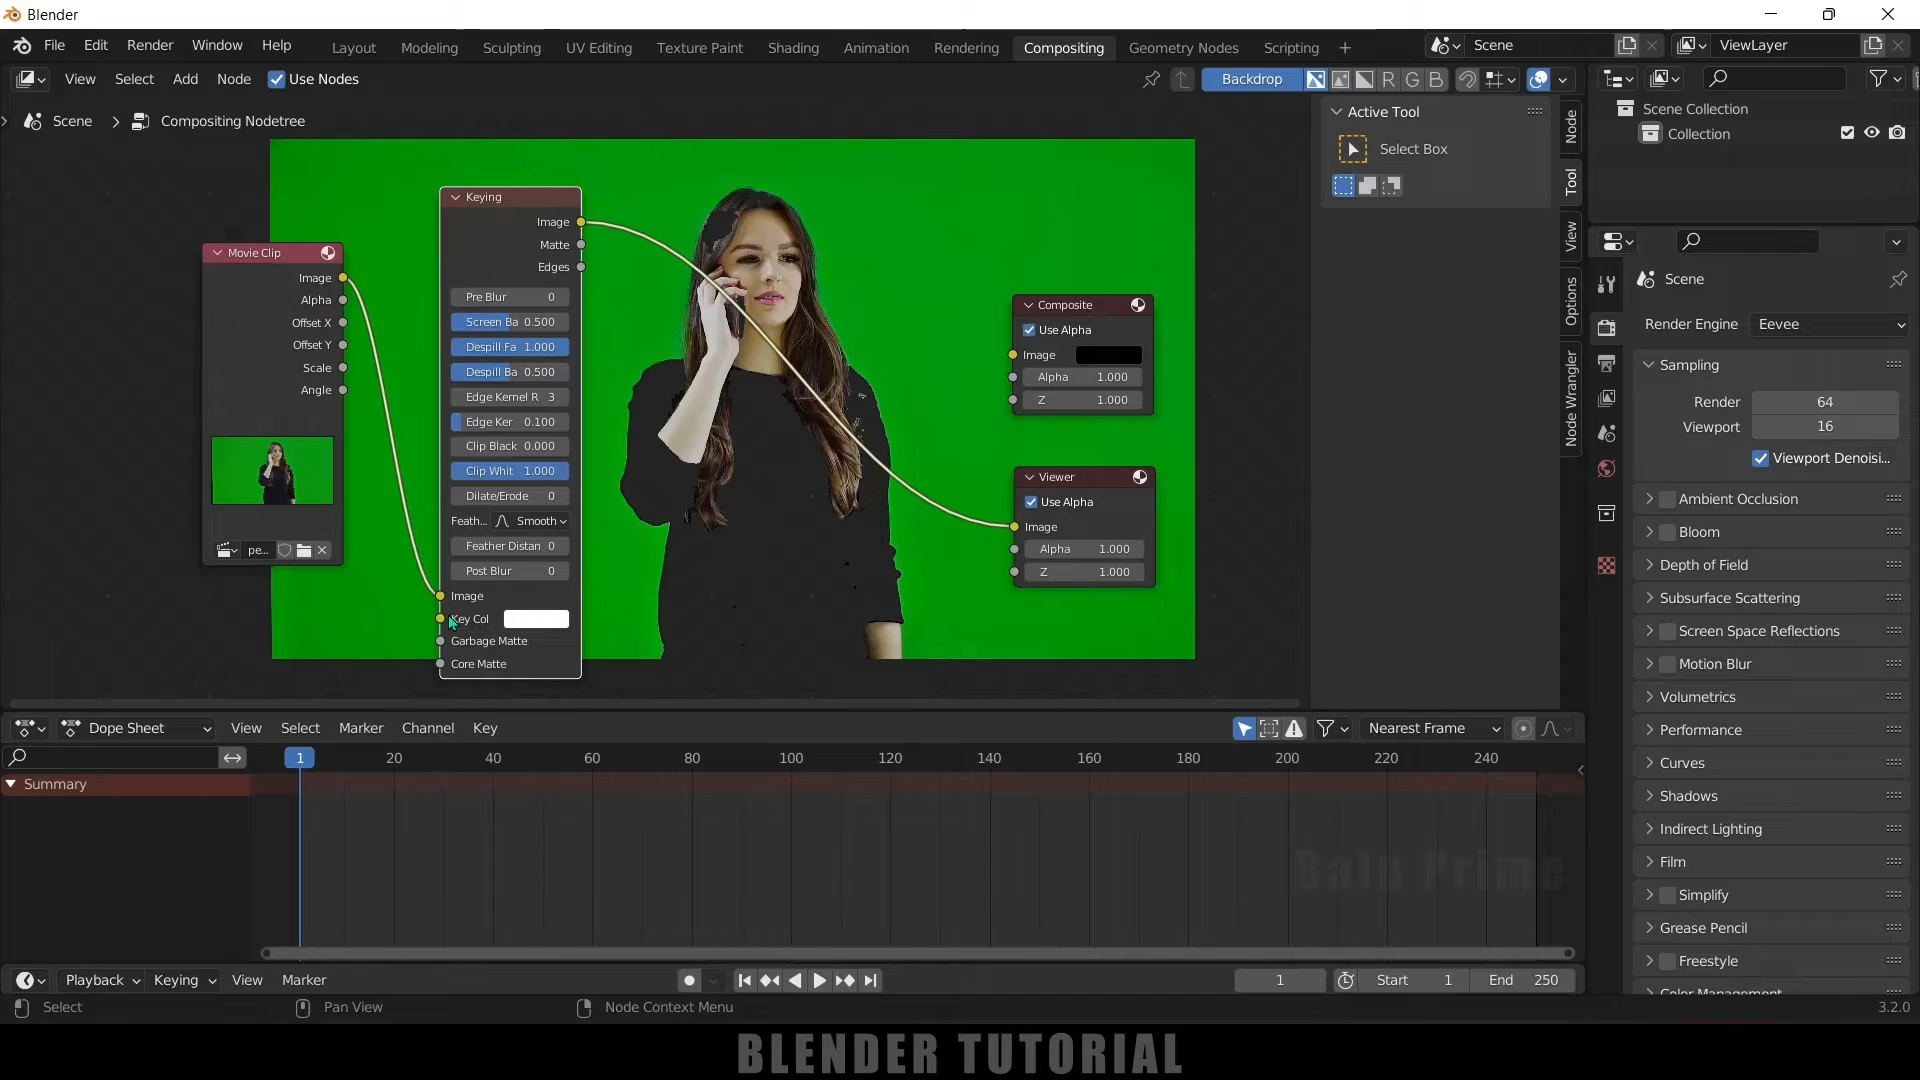 Blender
File Edit Render Window Help
Layout Modeling Sculpting UV Editing Texture Paint Shading Animation Rendering Compositing Geometry Nodes Scripting +
Scene
ViewLayer
View Select Add Node Use Nodes
Backdrop
R G B
Scene > Compositing Nodetree
Active Tool
Select Box
Node
Tool
View
Options
Node Wrangler
Scene Collection
Collection
Movie Clip
Image
Alpha
Offset X
Offset Y
Scale
Angle
pe...
Keying
Image
Matte
Edges
Pre Blur 0
Screen Ba 0.500
Despill Fa 1.000
Despill Ba 0.500
Edge Kernel R 3
Edge Ker 0.100
Clip Black 0.000
Clip Whit 1.000
Dilate/Erode 0
Feath... Smooth
Feather Distan 0
Post Blur 0
Image
Key Col
Garbage Matte
Core Matte
Composite
Use Alpha
Image
Alpha 1.000
Z 1.000
Viewer
Use Alpha
Image
Alpha 1.000
Z 1.000
Scene
Render Engine Eevee
Sampling
Render 64
Viewport 16
Viewport Denoisi...
Ambient Occlusion
Bloom
Depth of Field
Subsurface Scattering
Screen Space Reflections
Motion Blur
Volumetrics
Performance
Curves
Shadows
Indirect Lighting
Film
Simplify
Grease Pencil
Freestyle
Color Management
Dope Sheet View Select Marker Channel Key
Nearest Frame
1 20 40 60 80 100 120 140 160 180 200 220 240
Summary
Playback Keying View Marker
1
Start 1 End 250
Select Pan View Node Context Menu
3.2.0
BLENDER TUTORIAL